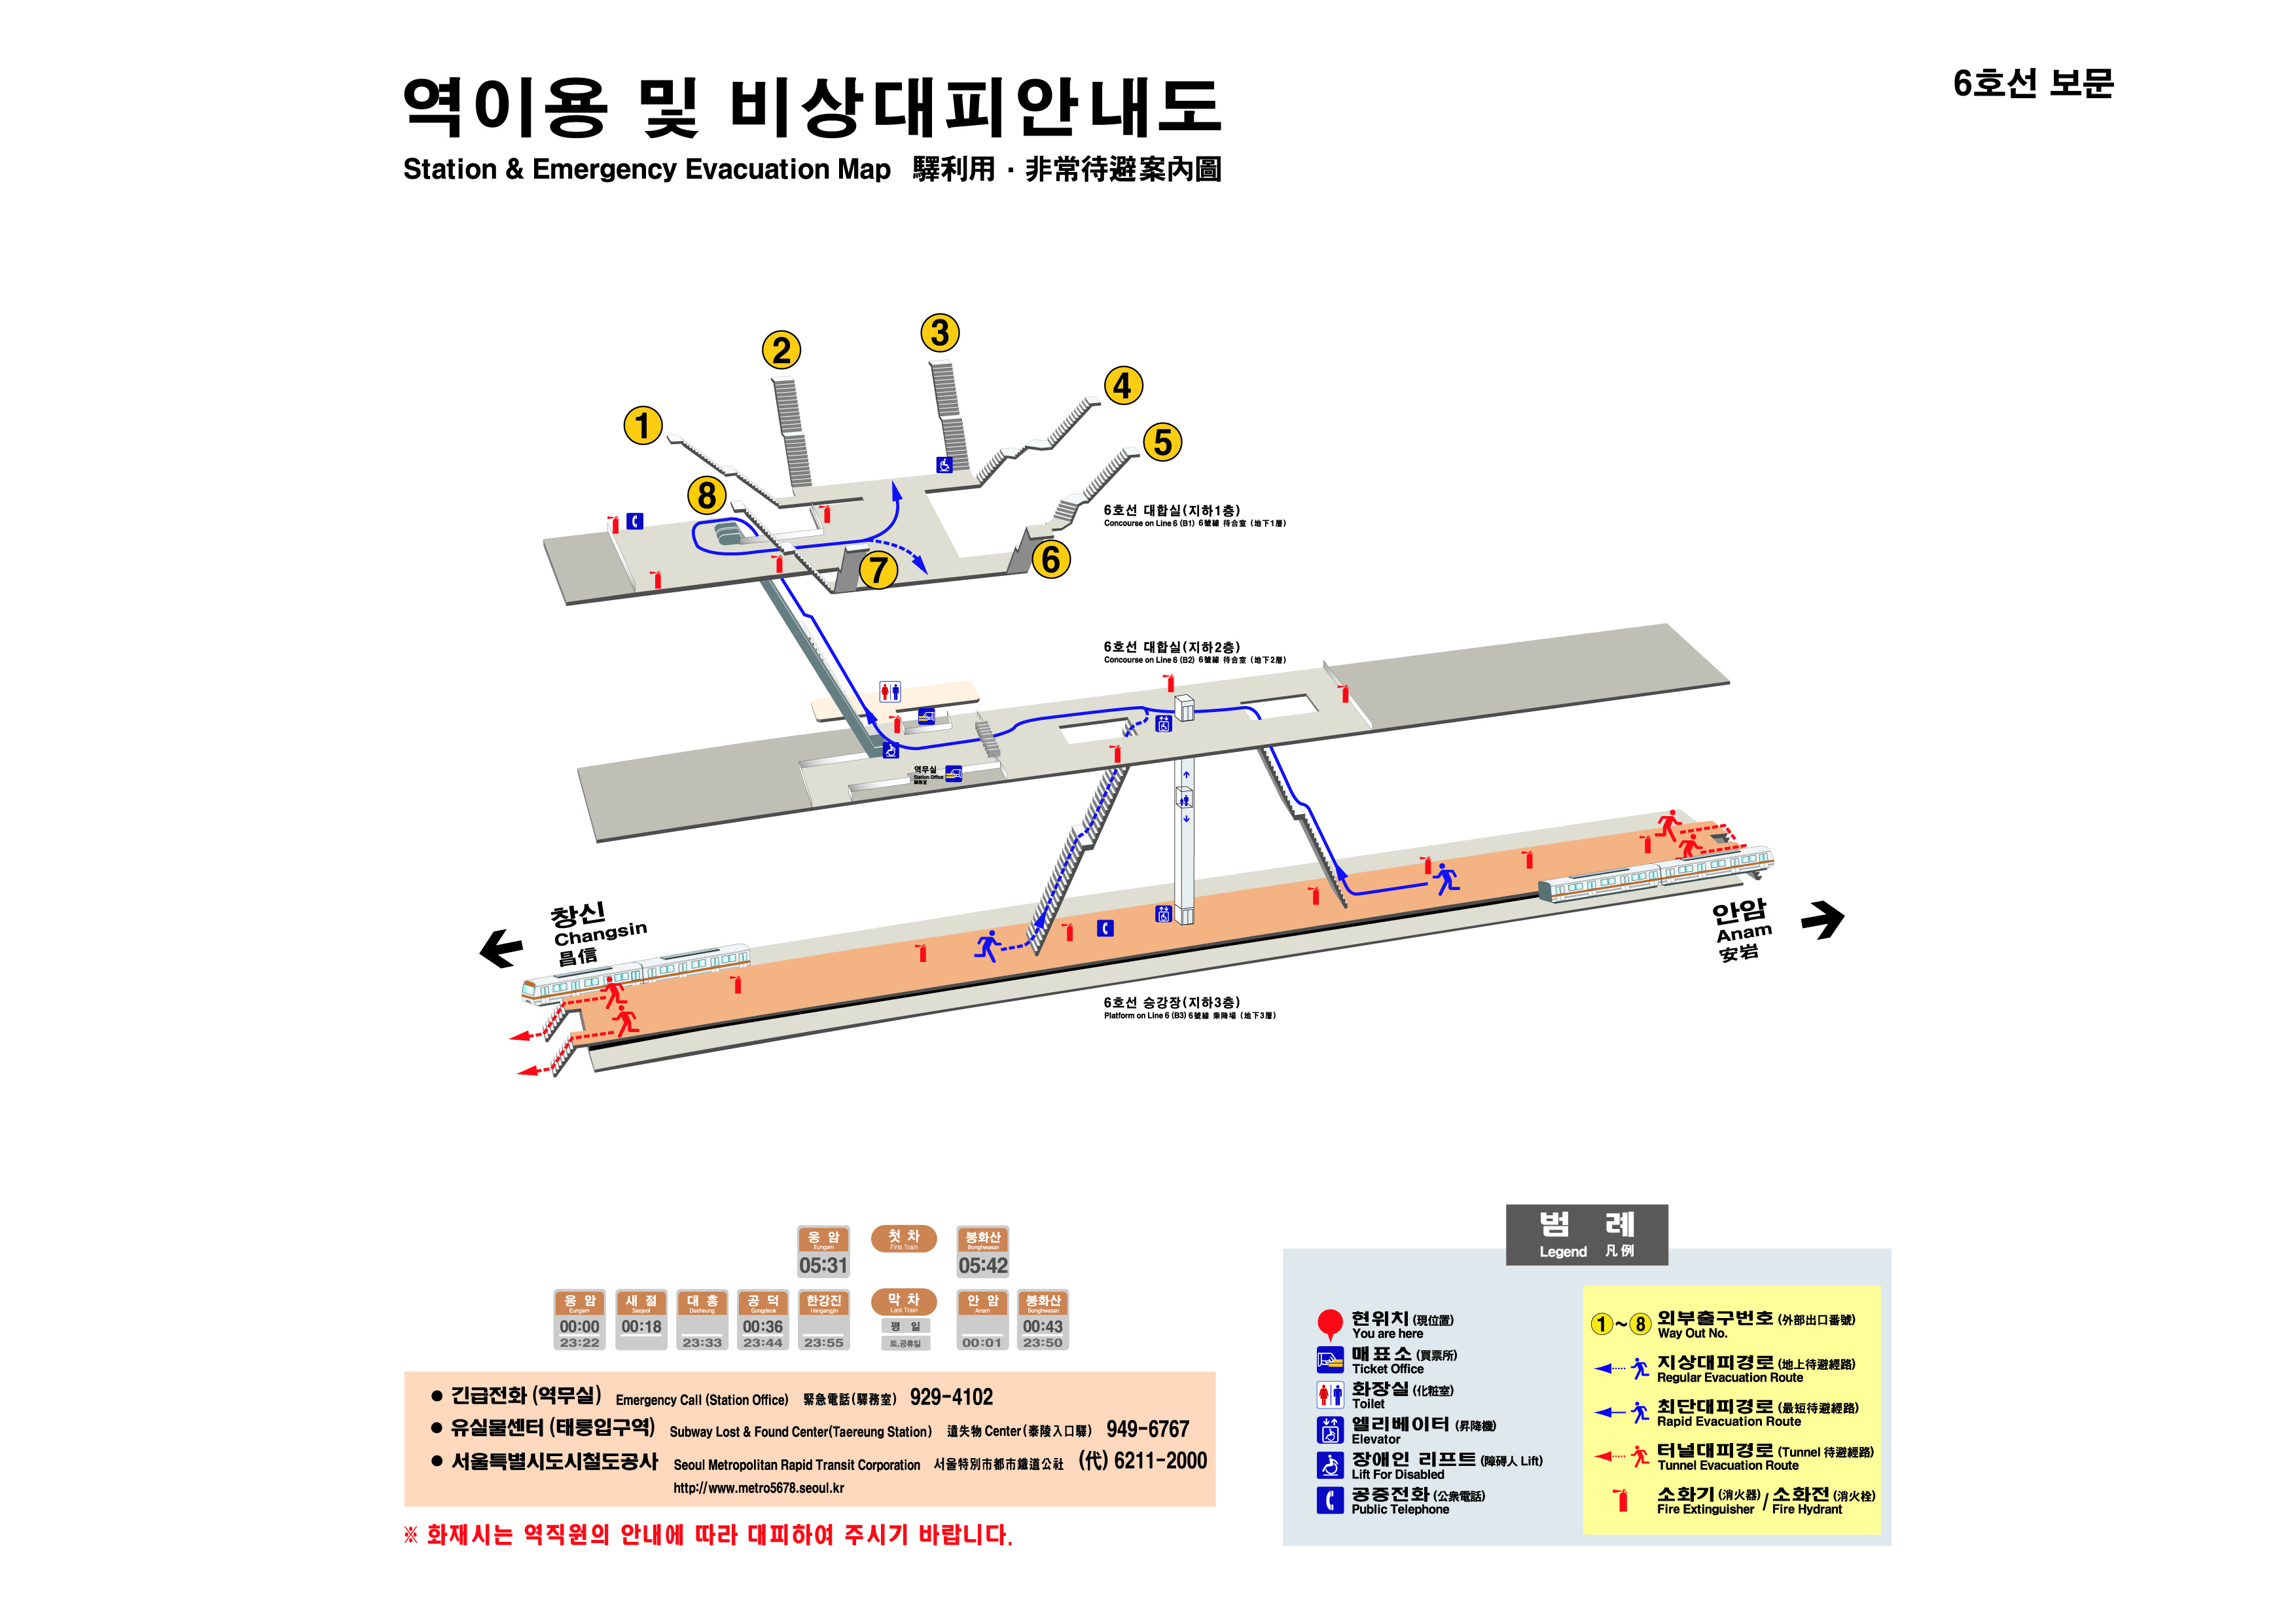 역이용 및 비상대피안내도
Station & Emergency Evacuation Map 驛利用 · 非常待避案內圖
6호선 보문
3
2
4
1
5
8
6호선 대합실(지하1층)
Concourse on Line 6 (B1) 6號線 待合室 (地下1層)
6
7
6호선 대합실(지하2층)
Concourse on Line 6 (B2) 6號線 待合室 (地下2層)
역무실
Station Office
驛務室
창신
Changsin
昌信
안암
Anam
安岩
6호선 승강장(지하3층)
Platform on Line 6 (B3) 6號線 乘降場 (地下3層)
응 암
Eungam
05:31
첫 차
First Train
봉화산
Bonghwasan
05:42
응 암
Eungam
00:00
23:22
새 절
Saejeol
00:18
대 흥
Daeheung
23:33
공 덕
Gongdeok
00:36
23:44
한강진
Hangangjin
23:55
막 차
Last Train
평 일
토,공휴일
안 암
Anam
00:01
봉화산
Bonghwasan
00:43
23:50
● 긴급전화 (역무실) Emergency Call (Station Office) 緊急電話(驛務室) 929-4102
● 유실물센터 (태릉입구역) Subway Lost & Found Center(Taereung Station) 遺失物 Center (泰陵入口驛) 949-6767
● 서울특별시도시철도공사 Seoul Metropolitan Rapid Transit Corporation 서울特別市都市鐵道公社 (代) 6211-2000
http://www.metro5678.seoul.kr
※ 화재시는 역직원의 안내에 따라 대피하여 주시기 바랍니다.
범 례
Legend 凡例
현위치 (現位置)
You are here
매표소 (買票所)
Ticket Office
화장실 (化粧室)
Toilet
엘리베이터 (昇降機)
Elevator
장애인 리프트 (障碍人 Lift)
Lift For Disabled
공중전화 (公衆電話)
Public Telephone
1 ~ 8 외부출구번호 (外部出口番號)
Way Out No.
지상대피경로 (地上待避經路)
Regular Evacuation Route
최단대피경로 (最短待避經路)
Rapid Evacuation Route
터널대피경로 (Tunnel 待避經路)
Tunnel Evacuation Route
소화기 (消火器) / 소화전 (消火栓)
Fire Extinguisher / Fire Hydrant